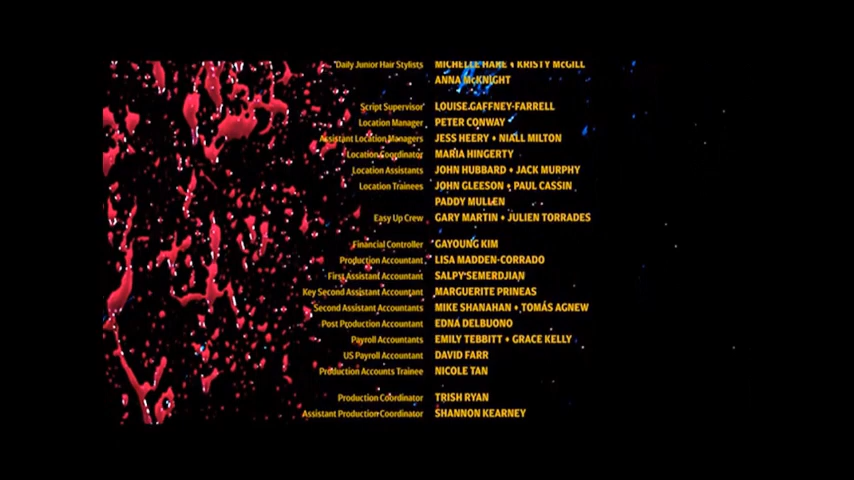 Daily Junior Hair Stylists MICHELLE HARE • KRISTY McGILL
ANNA McKNIGHT
Script Supervisor LOUISE GAFFNEY-FARRELL
Location Manager PETER CONWAY
Assistant Location Managers JESS HEERY • NIALL MILTON
Location Coordinator MARIA HINGERTY
Location Assistants JOHN HUBBARD • JACK MURPHY
Location Trainees JOHN GLEESON • PAUL CASSIN
PADDY MULLEN
Easy Up Crew GARY MARTIN • JULIEN TORRADES
Financial Controller GAYOUNG KIM
Production Accountant LISA MADDEN-CORRADO
First Assistant Accountant SALPY SEMERDJIAN
Key Second Assistant Accountant MARGUERITE PRINEAS
Second Assistant Accountants MIKE SHANAHAN • TOMÁS AGNEW
Post Production Accountant EDNA DELBUONO
Payroll Accountants EMILY TEBBITT • GRACE KELLY
US Payroll Accountant DAVID FARR
Production Accounts Trainee NICOLE TAN
Production Coordinator TRISH RYAN
Assistant Production Coordinator SHANNON KEARNEY